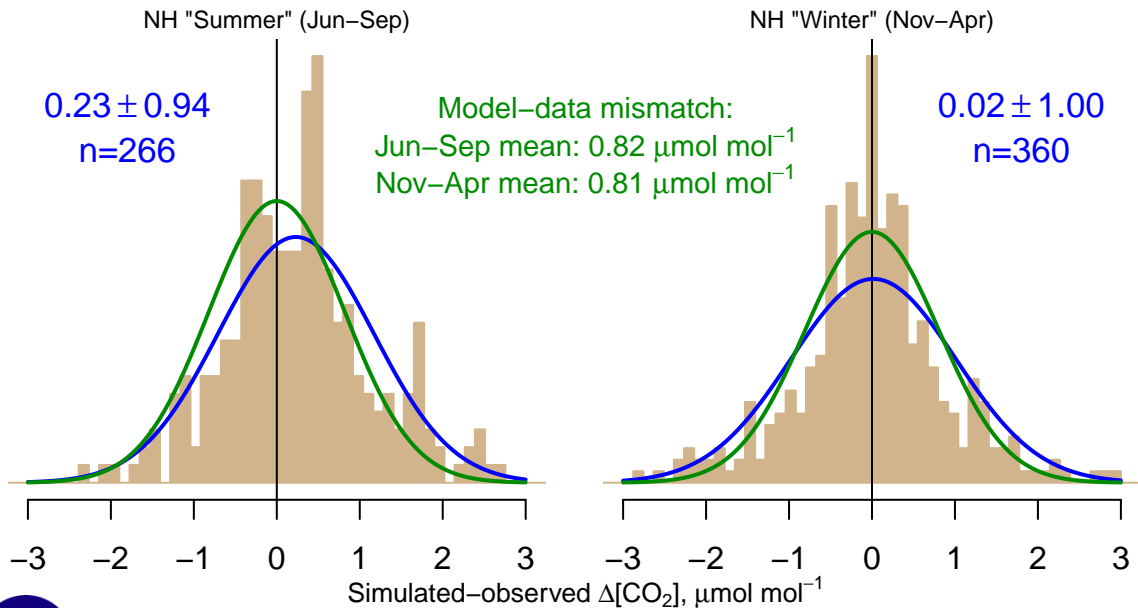 NH "Summer" (Jun−Sep)
NH "Winter" (Nov−Apr)
0.23 ± 0.94
n=266
Model−data mismatch:
Jun−Sep mean: 0.82 μmol mol⁻¹
Nov−Apr mean: 0.81 μmol mol⁻¹
0.02 ± 1.00
n=360
−3 −2 −1 0 1 2 3
−3 −2 −1 0 1 2 3
Simulated−observed Δ[CO₂], μmol mol⁻¹